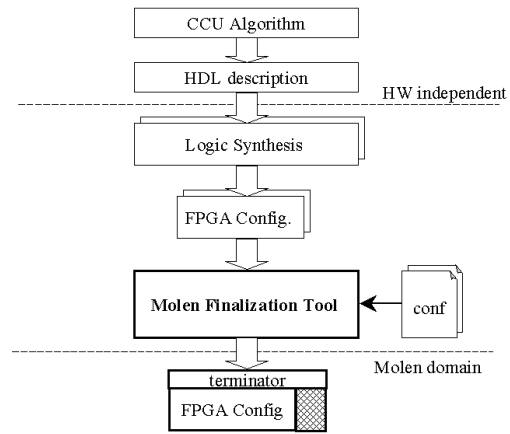 CCU Algorithm
HDL description
HW independent
Logic Synthesis
FPGA Config.
Molen Finalization Tool
conf
Molen domain
terminator
FPGA Config